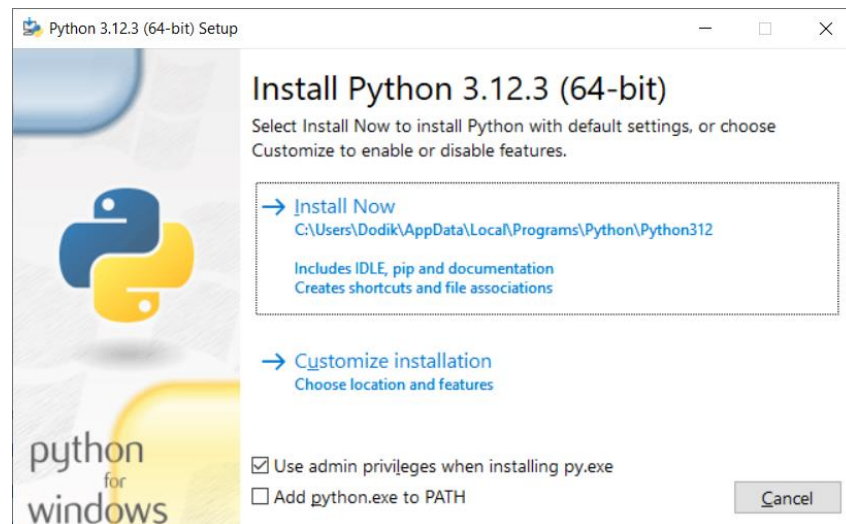 Python 3.12.3 (64-bit) Setup
Install Python 3.12.3 (64-bit)
Select Install Now to install Python with default settings, or choose
Customize to enable or disable features.
Install Now
C:\Users\Dodik\AppData\Local\Programs\Python\Python312
Includes IDLE, pip and documentation
Creates shortcuts and file associations
Customize installation
Choose location and features
python
for
windows
Use admin privileges when installing py.exe
Add python.exe to PATH
Cancel